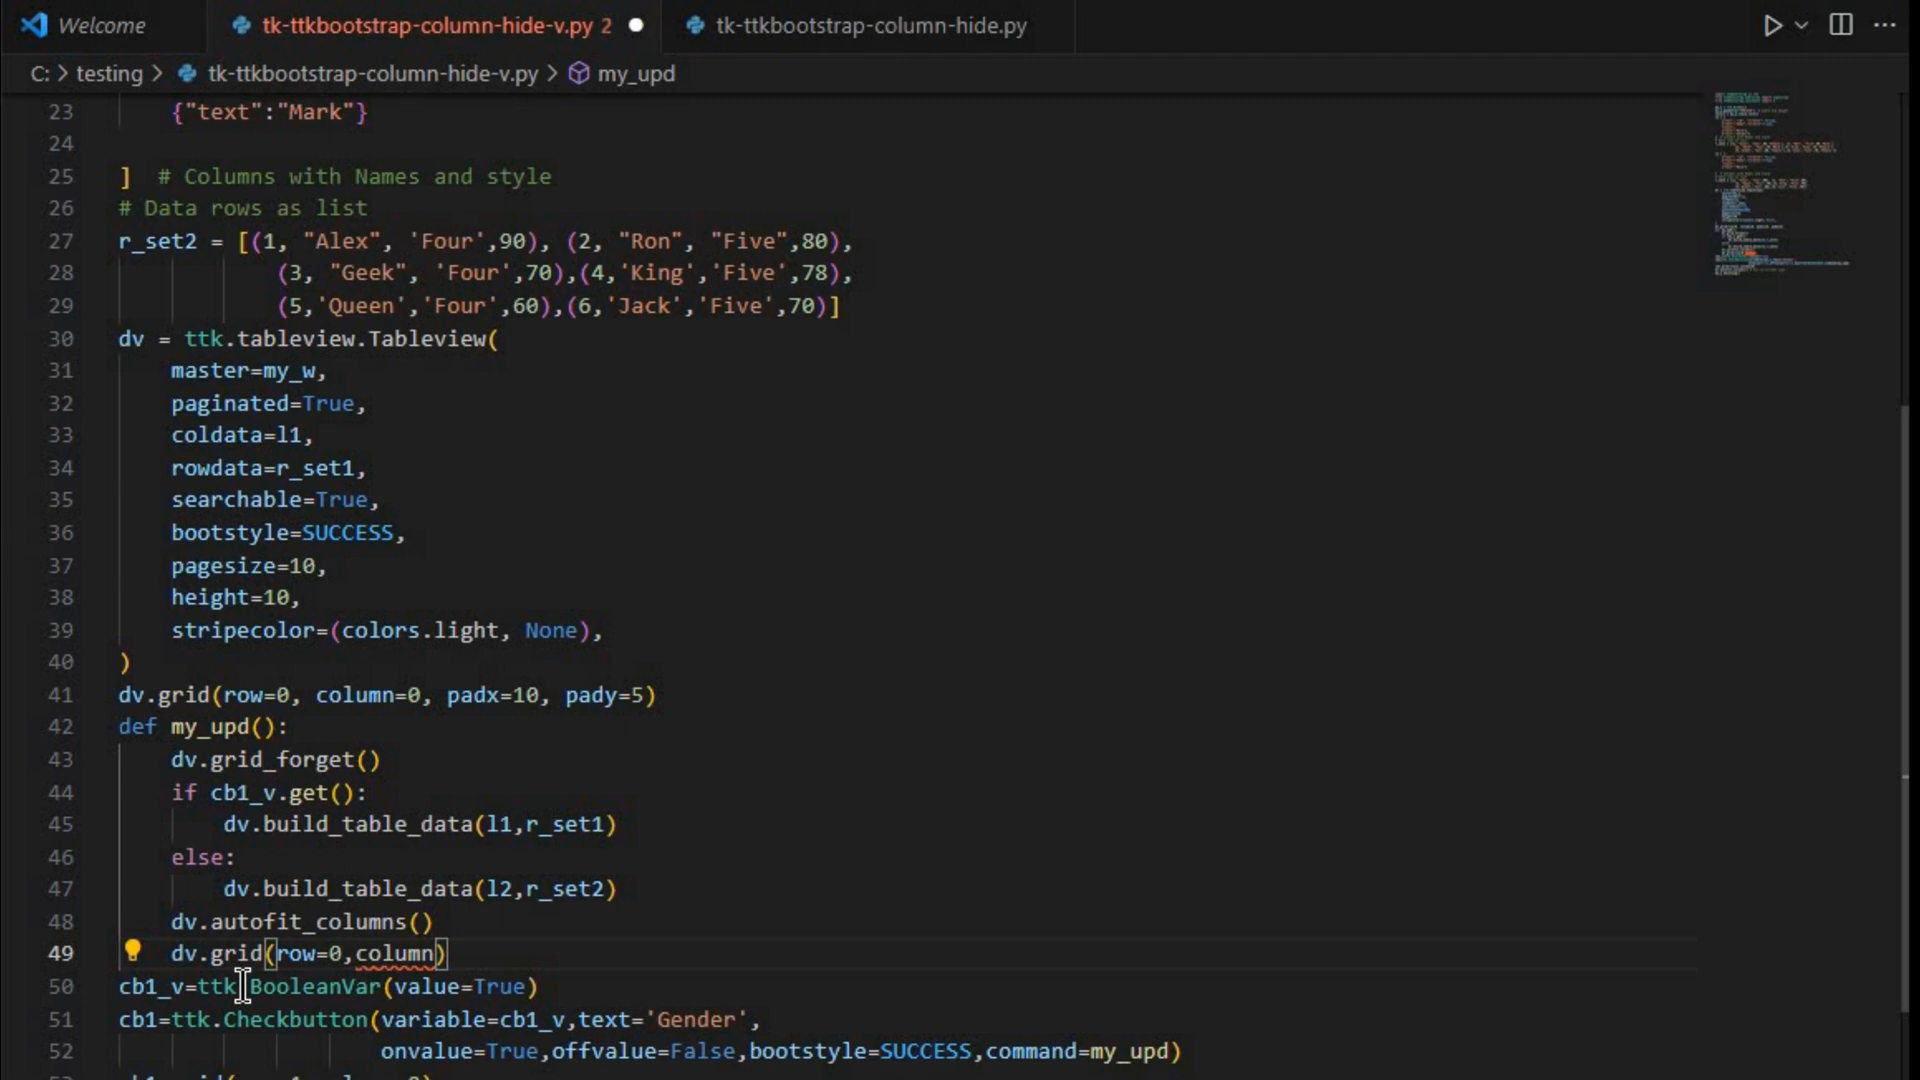 Welcome
tk-ttkbootstrap-column-hide-v.py 2
tk-ttkbootstrap-column-hide.py
C: > testing > tk-ttkbootstrap-column-hide-v.py > my_upd
23 {"text":"Mark"}
24
25 ] # Columns with Names and style
26 # Data rows as list
27 r_set2 = [(1, "Alex", 'Four',90), (2, "Ron", "Five",80),
28 (3, "Geek", 'Four',70),(4,'King','Five',78),
29 (5,'Queen','Four',60),(6,'Jack','Five',70)]
30 dv = ttk.tableview.Tableview(
31 master=my_w,
32 paginated=True,
33 coldata=l1,
34 rowdata=r_set1,
35 searchable=True,
36 bootstyle=SUCCESS,
37 pagesize=10,
38 height=10,
39 stripecolor=(colors.light, None),
40 )
41 dv.grid(row=0, column=0, padx=10, pady=5)
42 def my_upd():
43 dv.grid_forget()
44 if cb1_v.get():
45 dv.build_table_data(l1,r_set1)
46 else:
47 dv.build_table_data(l2,r_set2)
48 dv.autofit_columns()
49 dv.grid(row=0,column)
50 cb1_v=ttk.BooleanVar(value=True)
51 cb1=ttk.Checkbutton(variable=cb1_v,text='Gender',
52 onvalue=True,offvalue=False,bootstyle=SUCCESS,command=my_upd)